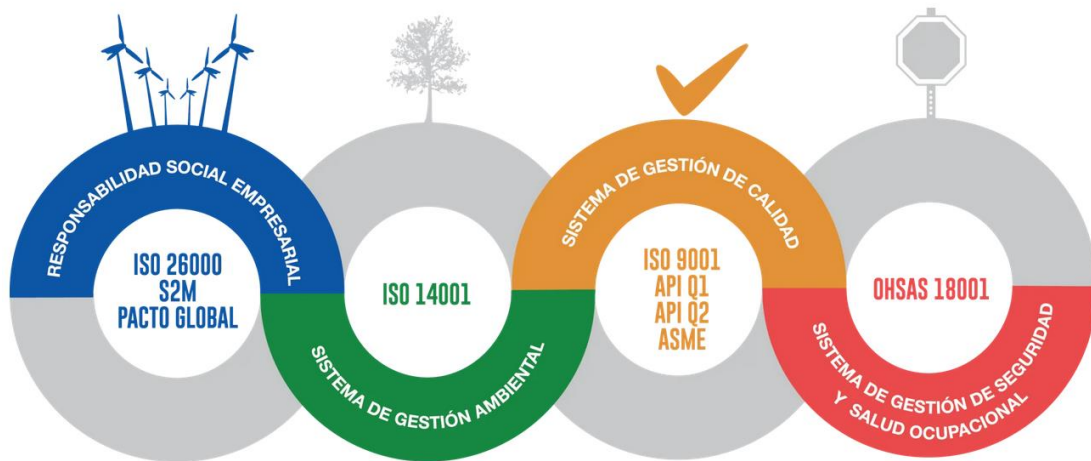 RESPONSABILIDAD SOCIAL EMPRESARIAL
ISO 26000
S2M
PACTO GLOBAL
ISO 14001
SISTEMA DE GESTIÓN AMBIENTAL
SISTEMA DE GESTIÓN DE CALIDAD
ISO 9001
API Q1
API Q2
ASME
OHSAS 18001
SISTEMA DE GESTIÓN DE SEGURIDAD
Y SALUD OCUPACIONAL